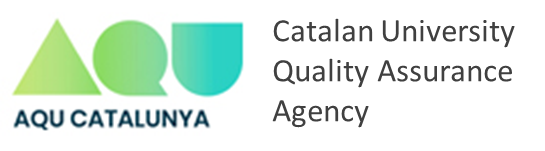 AQU
AQU CATALUNYA
Catalan University
Quality Assurance
Agency